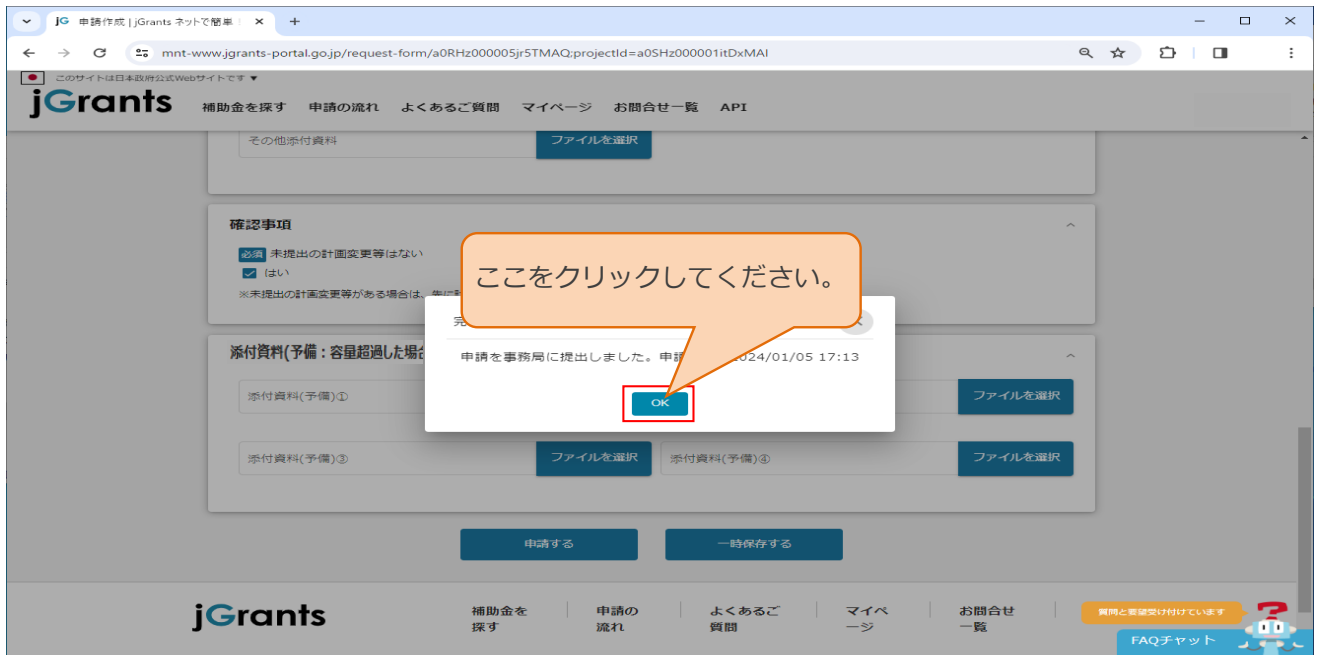 jG 申請作成 | jGrants ネットで簡単！
mnt-www.jgrants-portal.go.jp/request-form/a0RHz000005jr5TMAQ;projectId=a0SHz000001itDxMAI
このサイトは日本政府公式Webサイトです ▼
jGrants 補助金を探す 申請の流れ よくあるご質問 マイページ お問合せ一覧 API
その他添付資料 ファイルを選択
確認事項
必須 未提出の計画変更等はない
はい
※未提出の計画変更等がある場合は、先に
ここをクリックしてください。
完
申請を事務局に提出しました。申請 2024/01/05 17:13
OK
添付資料(予備：容量超過した場合
添付資料(予備)① ファイルを選択
添付資料(予備)③ ファイルを選択 添付資料(予備)④ ファイルを選択
申請する 一時保存する
jGrants
補助金を
探す
申請の
流れ
よくあるご
質問
マイペ
ージ
お問合せ
一覧
質問と要望受け付けています
FAQチャット